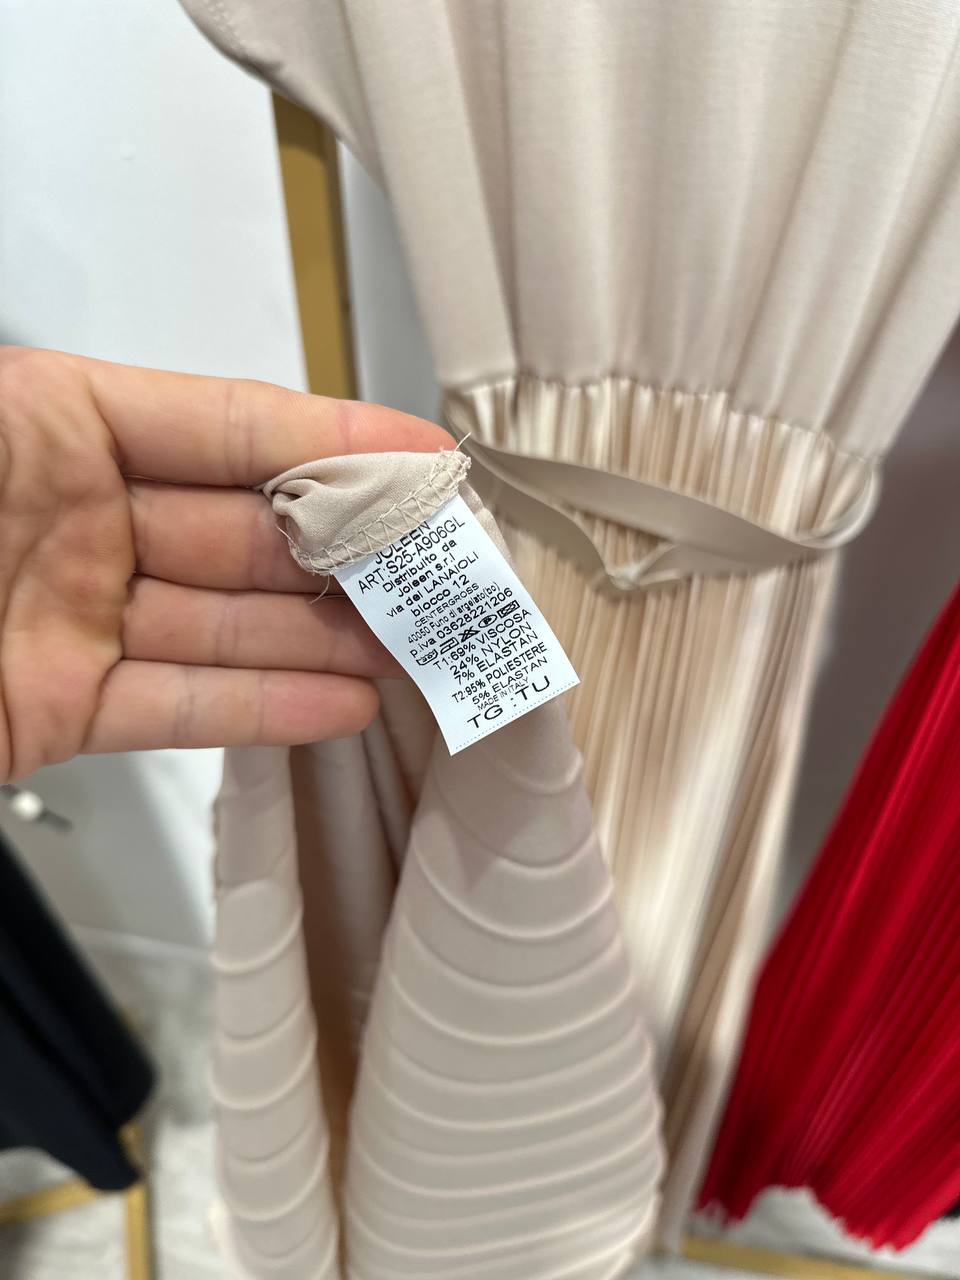 JOLEEN
ART:S25-A906GL
Distribuito da
Joleen s.r.l
via dei LANAIOLI
blocco 12
CENTERGROSS
40050 Funo di argelato(bo)
p.iva 03628221206
T1:69% VISCOSA
24% NYLON
7% ELASTAN
T2:95% POLIESTERE
5% ELASTAN
MADE IN ITALY
TG : TU